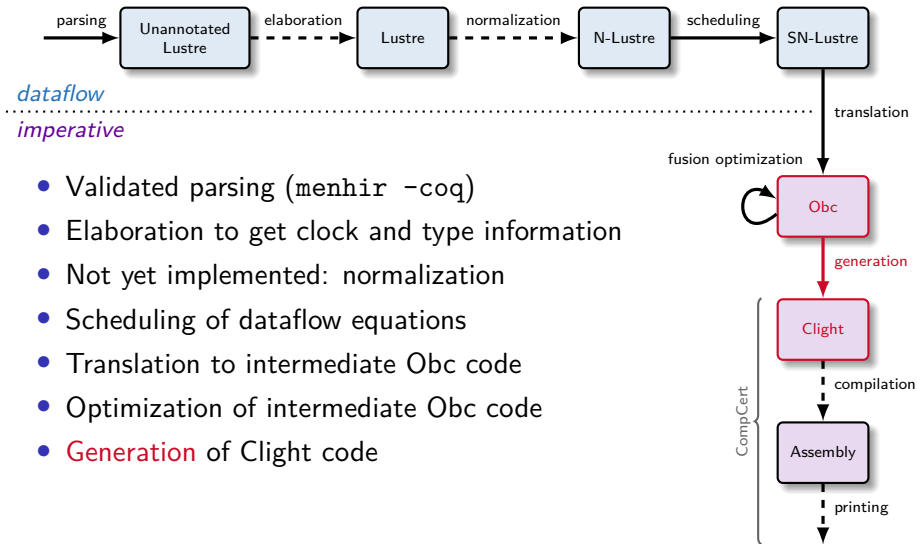 parsing
Unannotated
Lustre
elaboration
Lustre
normalization
N-Lustre
scheduling
SN-Lustre
dataflow
translation
imperative
fusion optimization
Obc
generation
Clight
compilation
CompCert
Assembly
printing
• Validated parsing (menhir -coq)
• Elaboration to get clock and type information
• Not yet implemented: normalization
• Scheduling of dataflow equations
• Translation to intermediate Obc code
• Optimization of intermediate Obc code
• Generation of Clight code